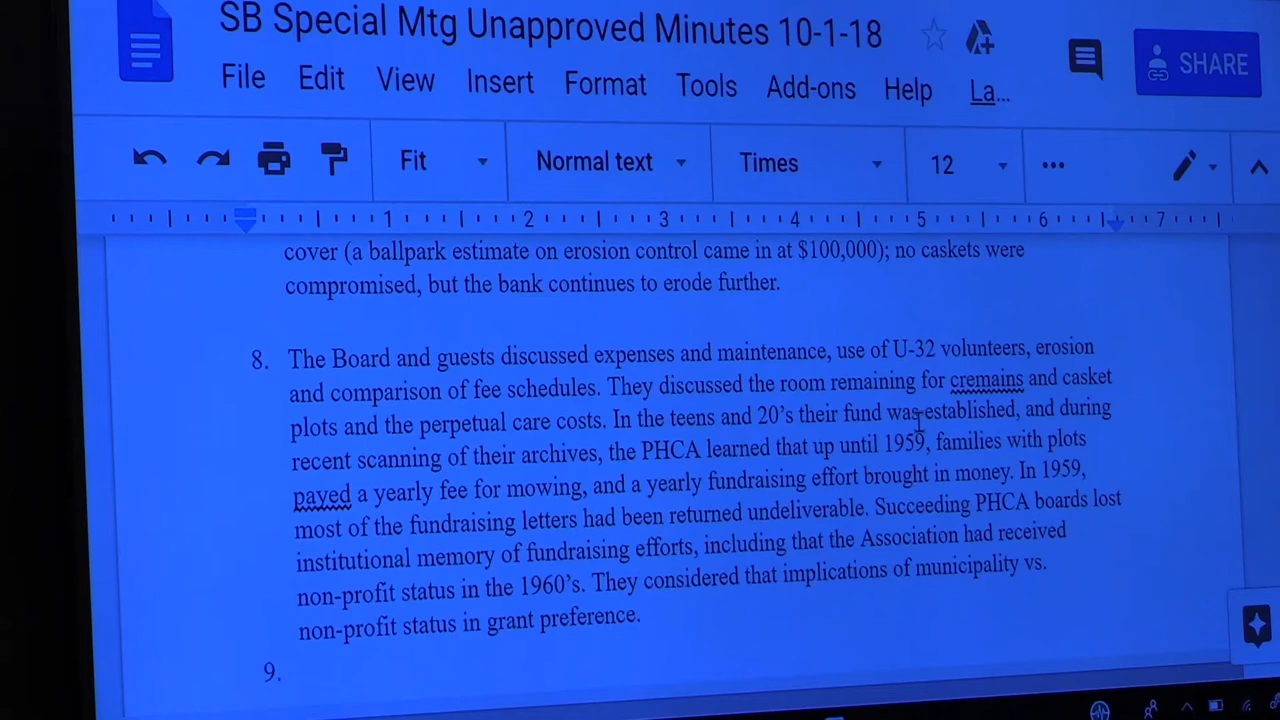 SB Special Mtg Unapproved Minutes 10-1-18
File Edit View Insert Format Tools Add-ons Help La...
SHARE
Fit Normal text Times 12 ...
1 2 3 4 5 6 7
cover (a ballpark estimate on erosion control came in at $100,000); no caskets were
compromised, but the bank continues to erode further.
8. The Board and guests discussed expenses and maintenance, use of U-32 volunteers, erosion
and comparison of fee schedules. They discussed the room remaining for cremains and casket
plots and the perpetual care costs. In the teens and 20’s their fund was established, and during
recent scanning of their archives, the PHCA learned that up until 1959, families with plots
payed a yearly fee for mowing, and a yearly fundraising effort brought in money. In 1959,
most of the fundraising letters had been returned undeliverable. Succeeding PHCA boards lost
institutional memory of fundraising efforts, including that the Association had received
non-profit status in the 1960’s. They considered that implications of municipality vs.
non-profit status in grant preference.
9.